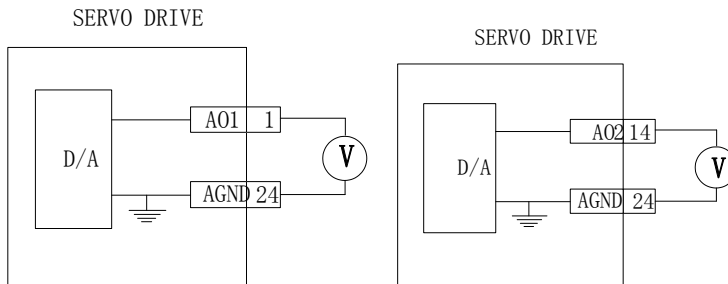 SERVO DRIVE
D/A
AO1 1
AGND 24
V
SERVO DRIVE
D/A
AO2 14
AGND 24
V